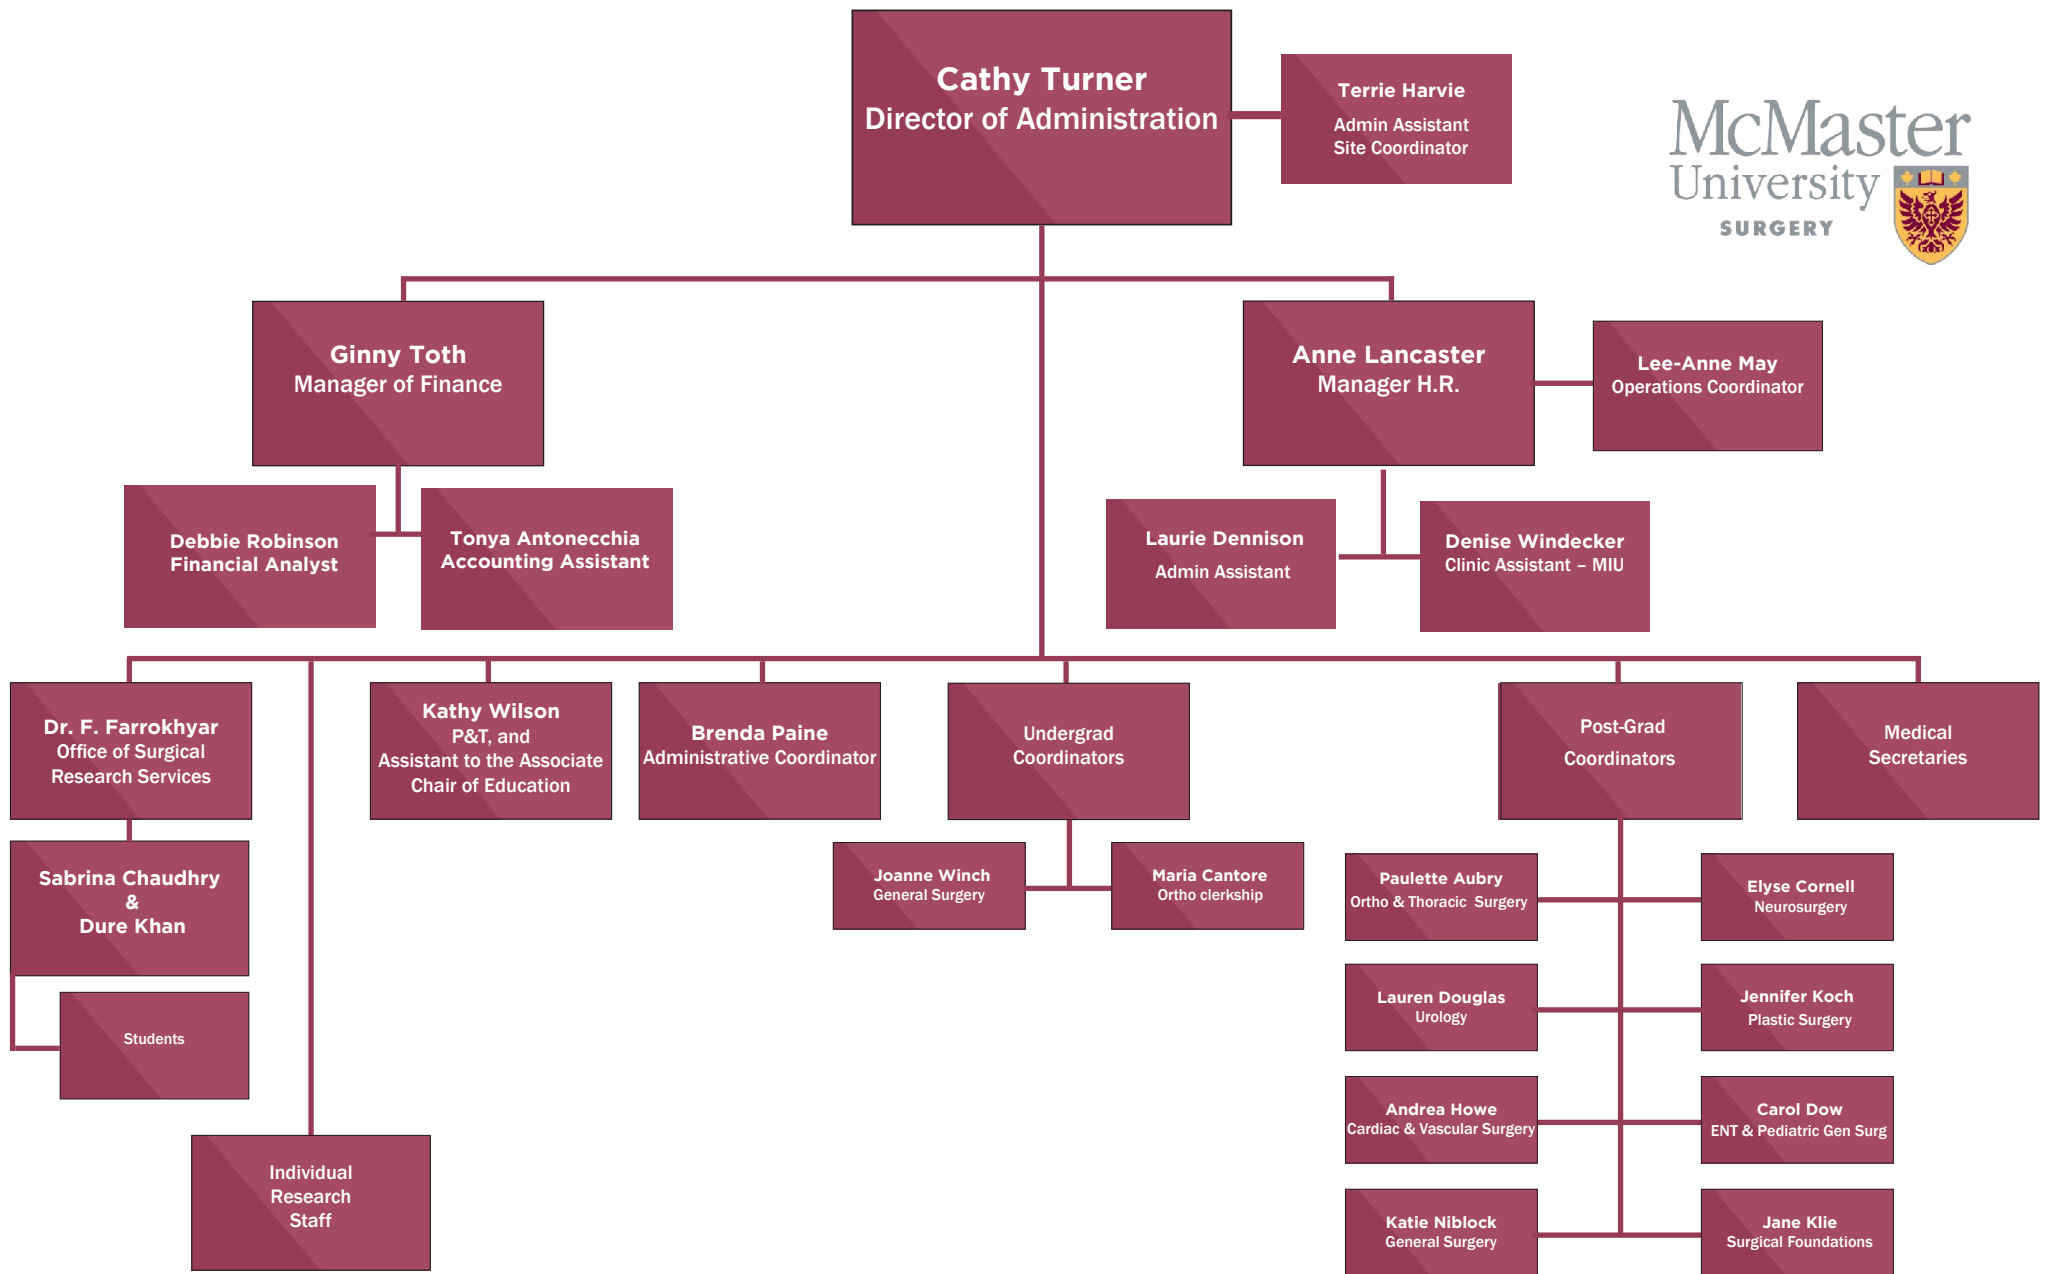 Cathy Turner
Director of Administration
Terrie Harvie
Admin Assistant
Site Coordinator
McMaster
University
SURGERY
Ginny Toth
Manager of Finance
Anne Lancaster
Manager H.R.
Lee-Anne May
Operations Coordinator
Debbie Robinson
Financial Analyst
Tonya Antonecchia
Accounting Assistant
Laurie Dennison
Admin Assistant
Denise Windecker
Clinic Assistant – MIU
Dr. F. Farrokhyar
Office of Surgical
Research Services
Kathy Wilson
P&T, and
Assistant to the Associate
Chair of Education
Brenda Paine
Administrative Coordinator
Undergrad
Coordinators
Post-Grad
Coordinators
Medical
Secretaries
Sabrina Chaudhry
&
Dure Khan
Students
Individual
Research
Staff
Joanne Winch
General Surgery
Maria Cantore
Ortho clerkship
Paulette Aubry
Ortho & Thoracic Surgery
Elyse Cornell
Neurosurgery
Lauren Douglas
Urology
Jennifer Koch
Plastic Surgery
Andrea Howe
Cardiac & Vascular Surgery
Carol Dow
ENT & Pediatric Gen Surg
Katie Niblock
General Surgery
Jane Klie
Surgical Foundations